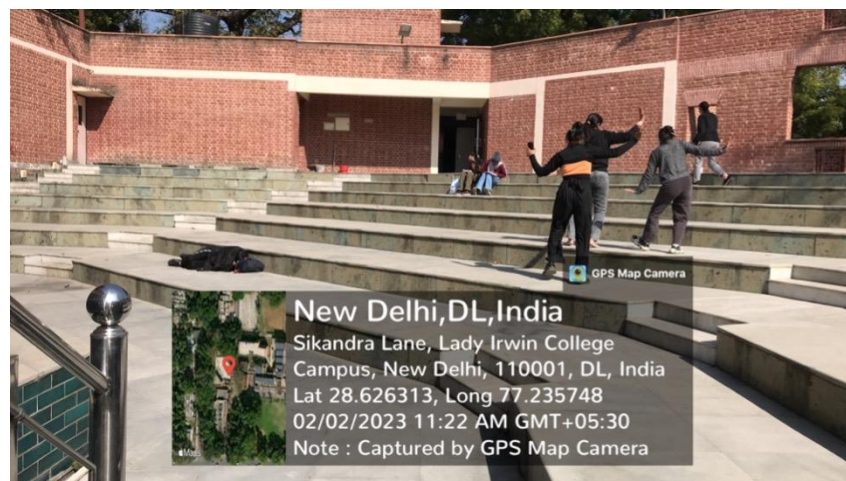 GPS Map Camera
New Delhi,DL,India
Sikandra Lane, Lady Irwin College
Campus, New Delhi, 110001, DL, India
Lat 28.626313, Long 77.235748
02/02/2023 11:22 AM GMT+05:30
Note : Captured by GPS Map Camera
Maps